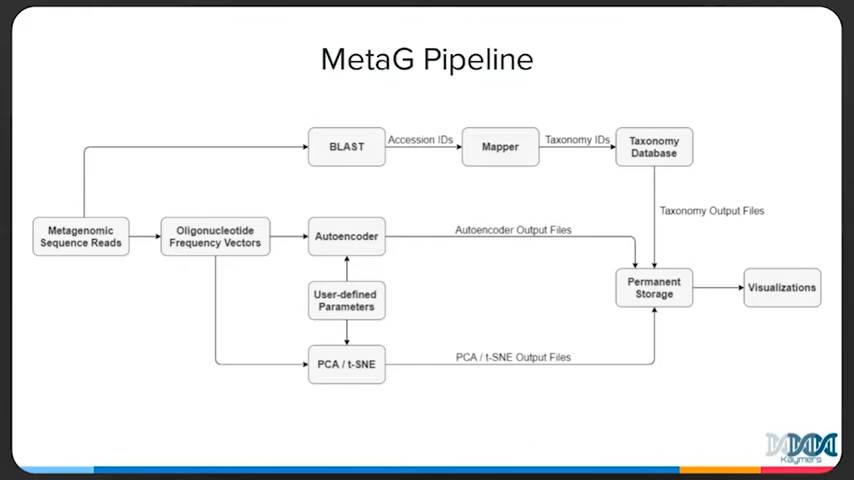 MetaG Pipeline
BLAST
Accession IDs
Mapper
Taxonomy IDs
Taxonomy
Database
Taxonomy Output Files
Metagenomic
Sequence Reads
Oligonucleotide
Frequency Vectors
Autoencoder
Autoencoder Output Files
User-defined
Parameters
Permanent
Storage
Visualizations
PCA / t-SNE
PCA / t-SNE Output Files
Kaymers